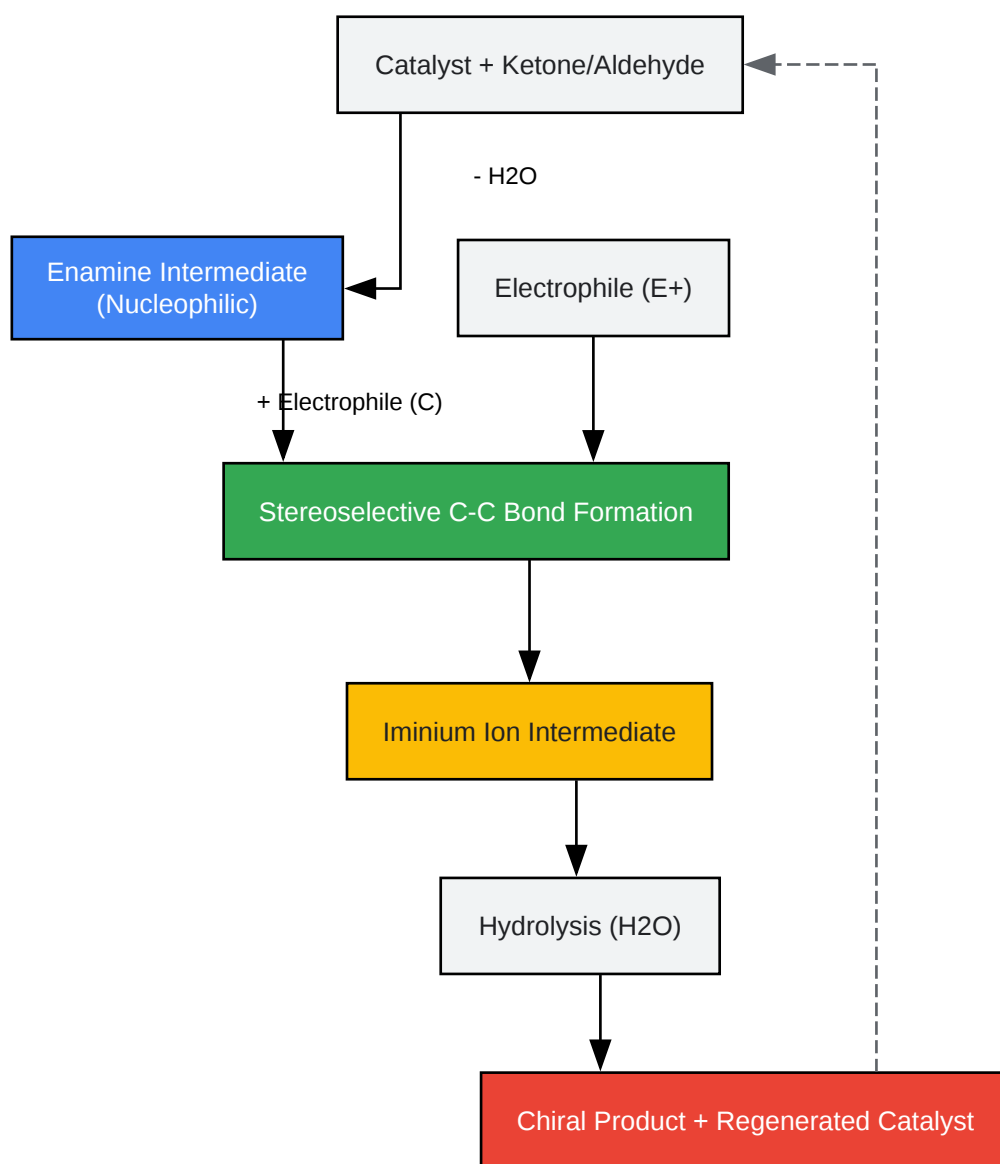 Catalyst + Ketone/Aldehyde
- H2O
Enamine Intermediate
(Nucleophilic)
Electrophile (E+)
+ Electrophile (C)
Stereoselective C-C Bond Formation
Iminium Ion Intermediate
Hydrolysis (H2O)
Chiral Product + Regenerated Catalyst